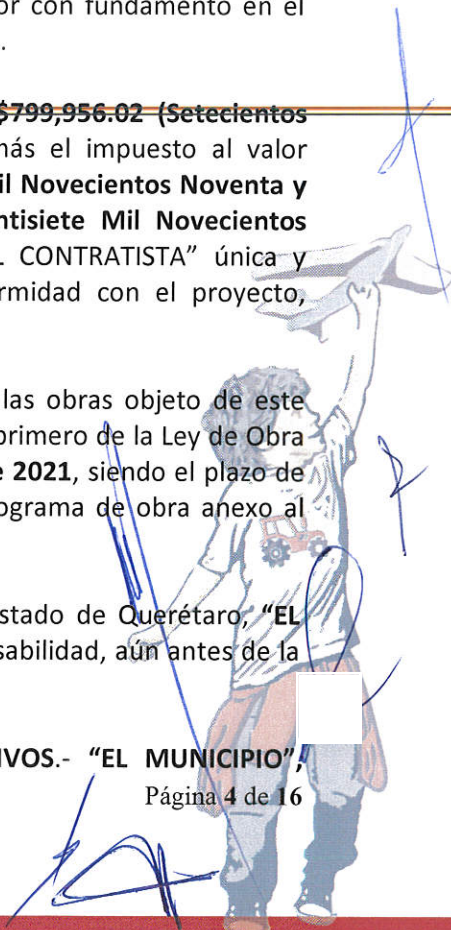 or con fundamento en el
.
$799,956.02 (Setecientos
más el impuesto al valor
il Novecientos Noventa y
ntisiete Mil Novecientos
L CONTRATISTA” única y
rmidad con el proyecto,
las obras objeto de este
primero de la Ley de Obra
e 2021, siendo el plazo de
ograma de obra anexo al
stado de Querétaro, “EL
sabilidad, aún antes de la
IVOS.- “EL MUNICIPIO”,
Página 4 de 16